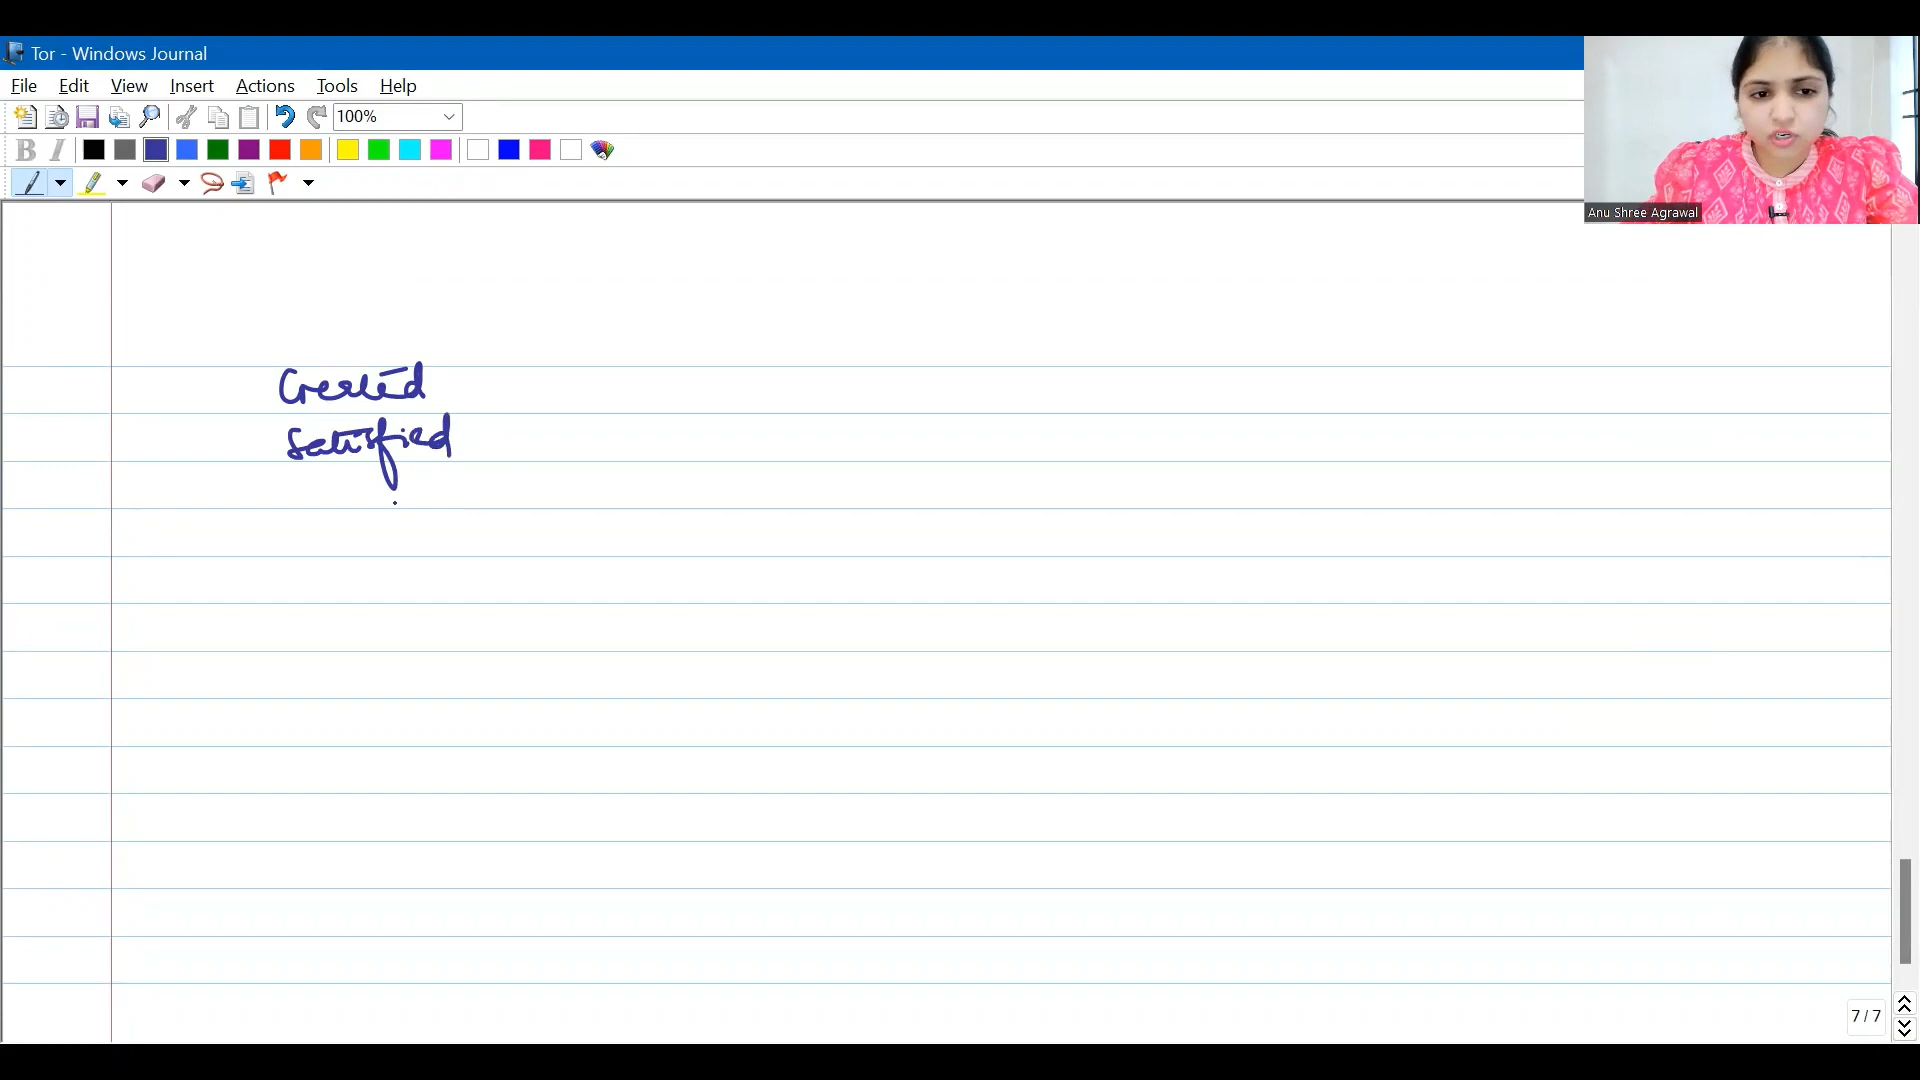 Tor - Windows Journal
File Edit View Insert Actions Tools Help
100%
B I
Anu Shree Agrawal
Created
Satisfied
7 / 7